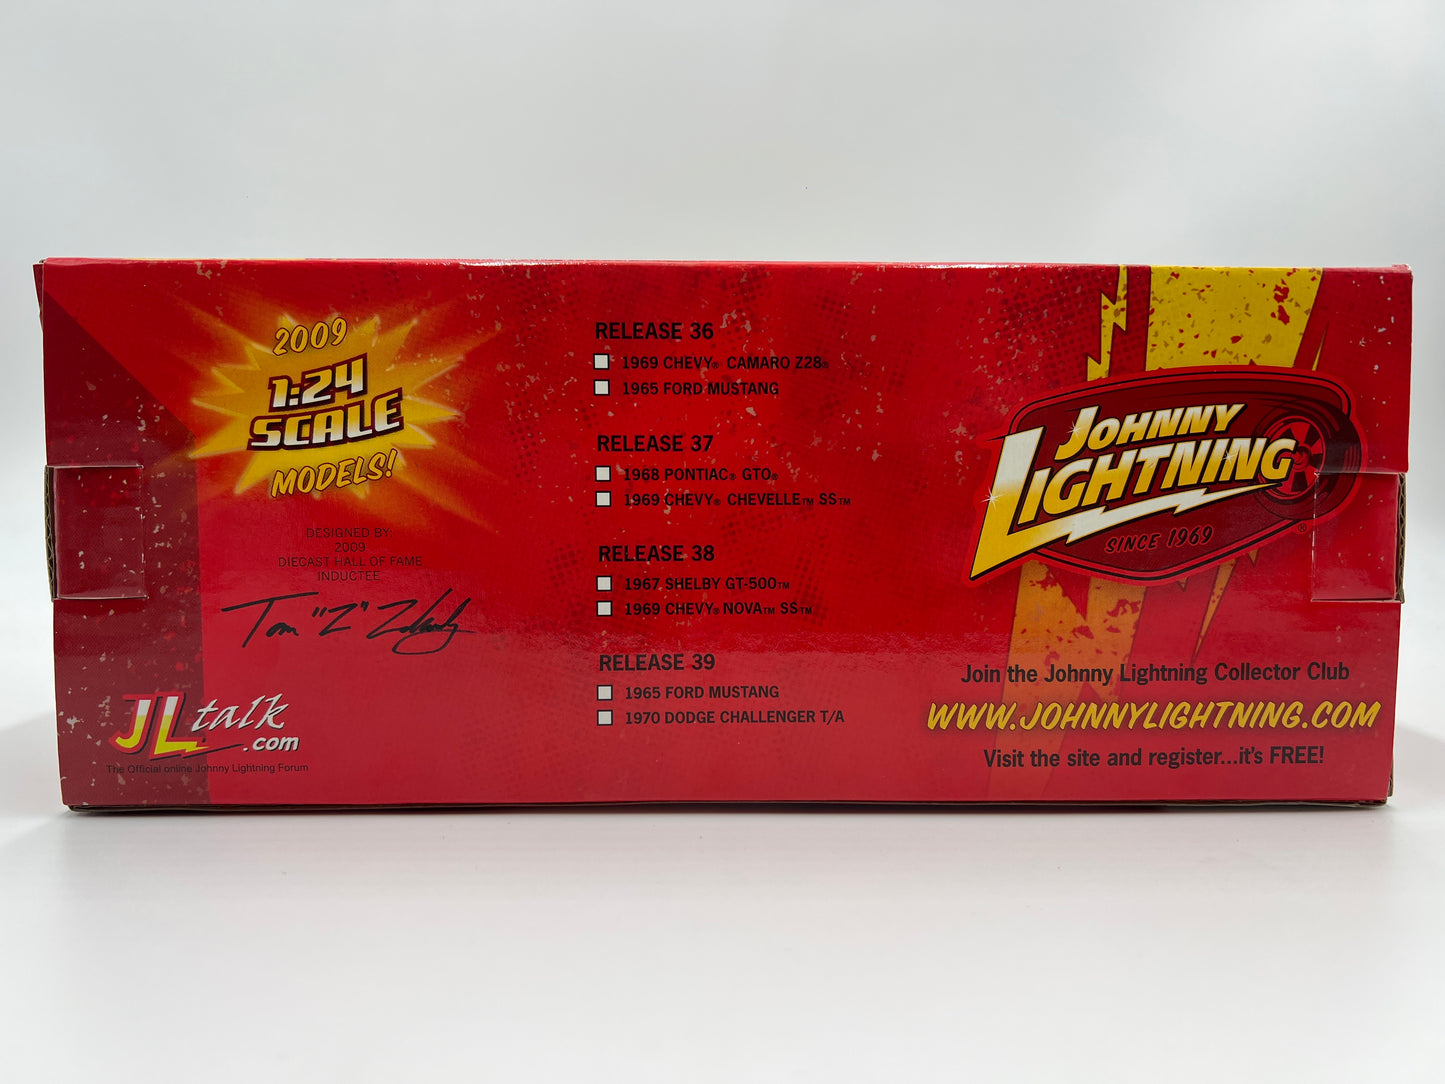 2009
1:24
SCALE
MODELS!
DESIGNED BY:
2009
DIECAST HALL OF FAME
INDUCTEE
Tom "Z"
JL talk
.com
The Official online Johnny Lightning Forum
RELEASE 36
1969 CHEVY® CAMARO Z28®
1965 FORD MUSTANG
RELEASE 37
1968 PONTIAC® GTO®
1969 CHEVY® CHEVELLE™ SS™
RELEASE 38
1967 SHELBY GT-500™
1969 CHEVY® NOVA™ SS™
RELEASE 39
1965 FORD MUSTANG
1970 DODGE CHALLENGER T/A
JOHNNY
LIGHTNING
SINCE 1969
®
Join the Johnny Lightning Collector Club
WWW.JOHNNYLIGHTNING.COM
Visit the site and register...it's FREE!